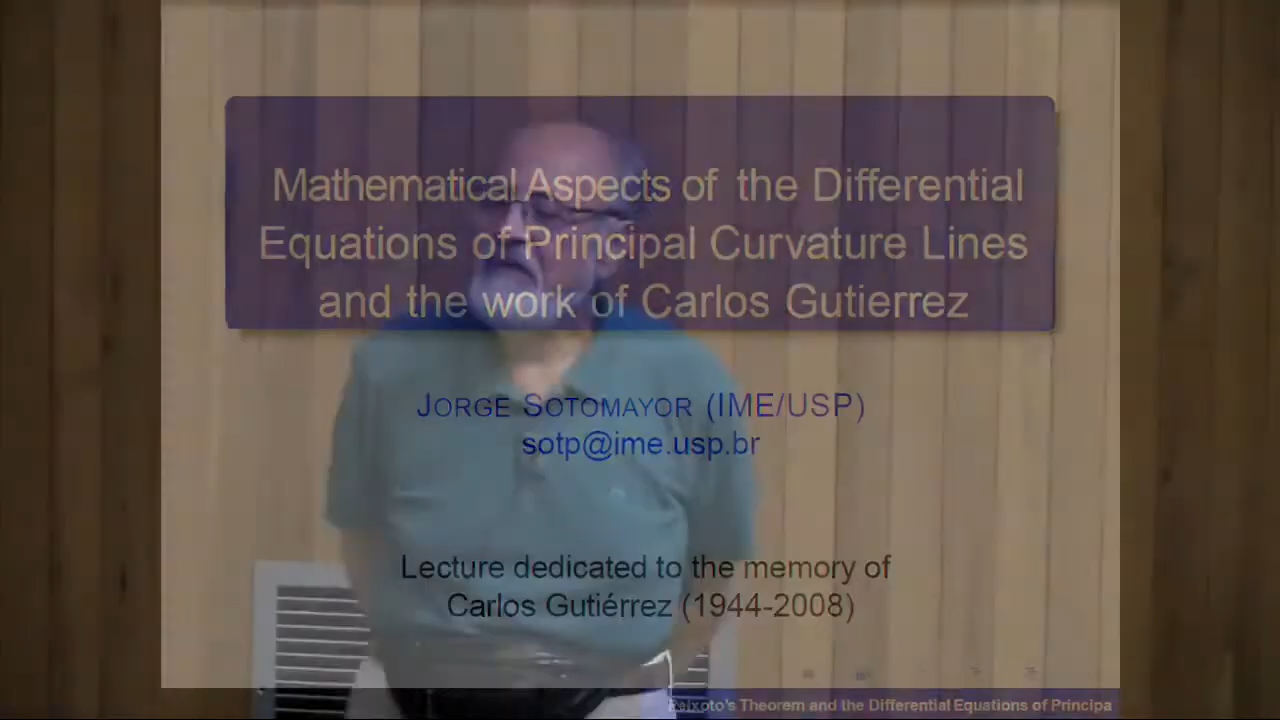 Mathematical Aspects of the Differential
Equations of Principal Curvature Lines
and the work of Carlos Gutierrez
JORGE SOTOMAYOR (IME/USP)
sotp@ime.usp.br
Lecture dedicated to the memory of
Carlos Gutiérrez (1944-2008)
Peixoto's Theorem and the Differential Equations of Principa